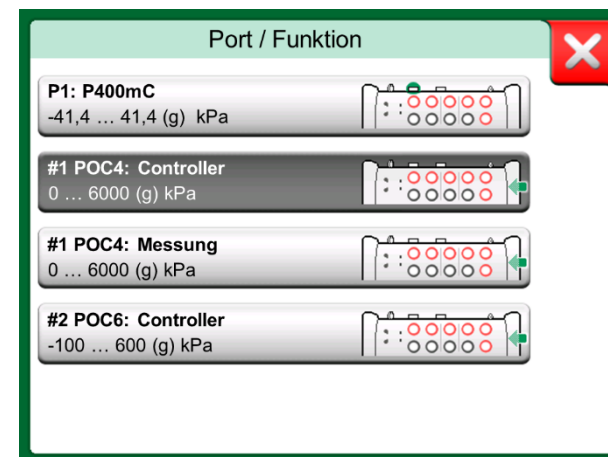 Port / Funktion
P1: P400mC
-41,4 … 41,4 (g) kPa
#1 POC4: Controller
0 … 6000 (g) kPa
#1 POC4: Messung
0 … 6000 (g) kPa
#2 POC6: Controller
-100 … 600 (g) kPa